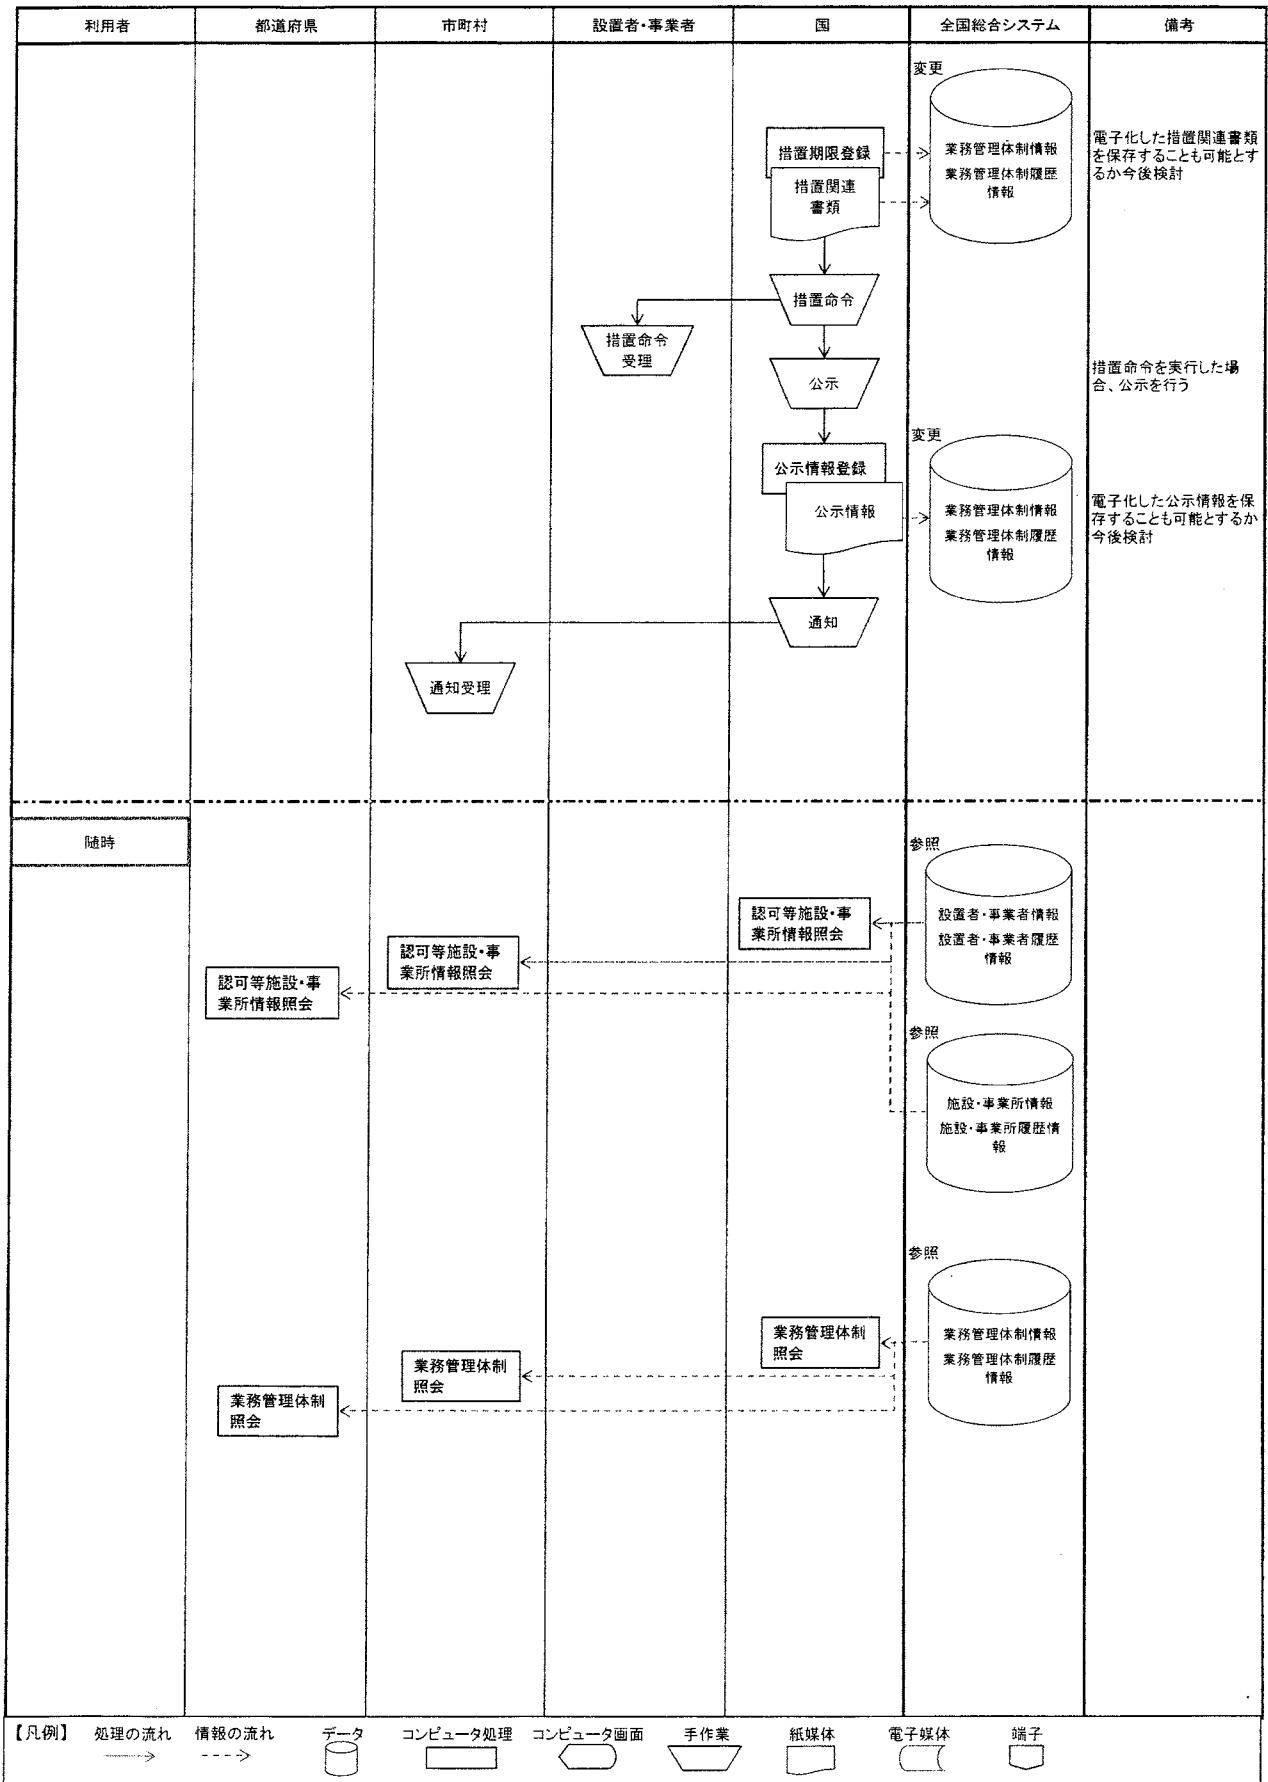 利用者
都道府県
市町村
設置者・事業者
国
全国総合システム
備考
変更
措置期限登録
業務管理体制情報
業務管理体制履歴
情報
電子化した措置関連書類
を保存することも可能とす
るか今後検討
措置関連
書類
措置命令
措置命令
受理
公示
措置命令を実行した場
合、公示を行う
変更
公示情報登録
公示情報
業務管理体制情報
業務管理体制履歴
情報
電子化した公示情報を保
存することも可能とするか
今後検討
通知
通知受理
随時
参照
設置者・事業者情報
設置者・事業者履歴
情報
認可等施設・事
業所情報照会
認可等施設・事
業所情報照会
認可等施設・事
業所情報照会
参照
施設・事業所情報
施設・事業所履歴情
報
参照
業務管理体制情報
業務管理体制履歴
情報
業務管理体制
照会
業務管理体制
照会
業務管理体制
照会
【凡例】
処理の流れ
情報の流れ
データ
コンピュータ処理
コンピュータ画面
手作業
紙媒体
電子媒体
端子